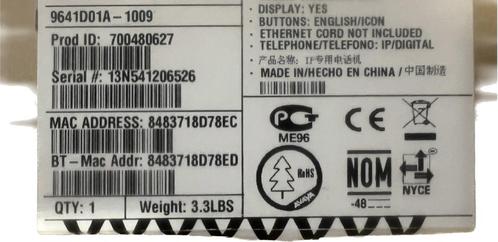 9641D01A-1009
Prod ID: 700480627
Serial #: 13N541206526
MAC ADDRESS: 8483718D78EC
BT – Mac Addr: 8483718D78ED
QTY: 1
Weight: 3.3LBS
• DISPLAY: YES
• BUTTONS: ENGLISH/ICON
ETHERNET CORD NOT INCLUDED
• TELEPHONE/TELEFONO: IP/DIGITAL
• 产品名称: IP专用电话机
• MADE IN/HECHO EN CHINA / 中国制造
ME96
CE
RoHS
AVAYA
NOM
-48
NYCE